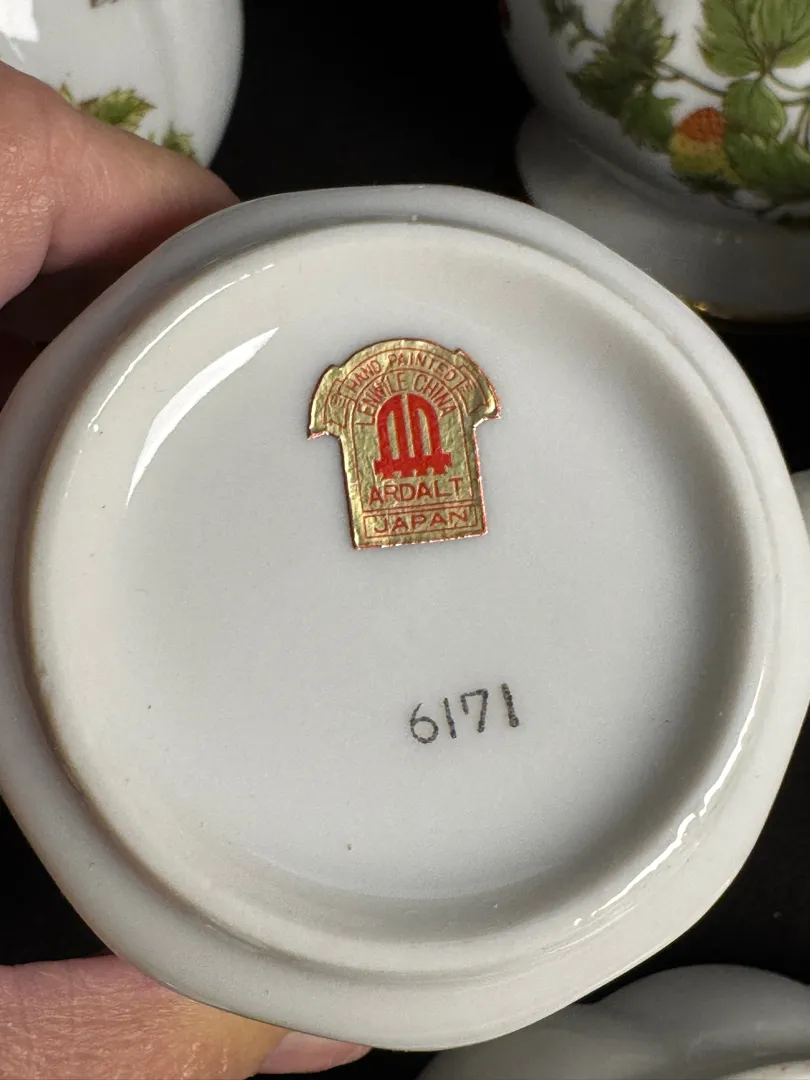 HAND PAINTED
LENWILE CHINA
ARDALT
JAPAN
6171